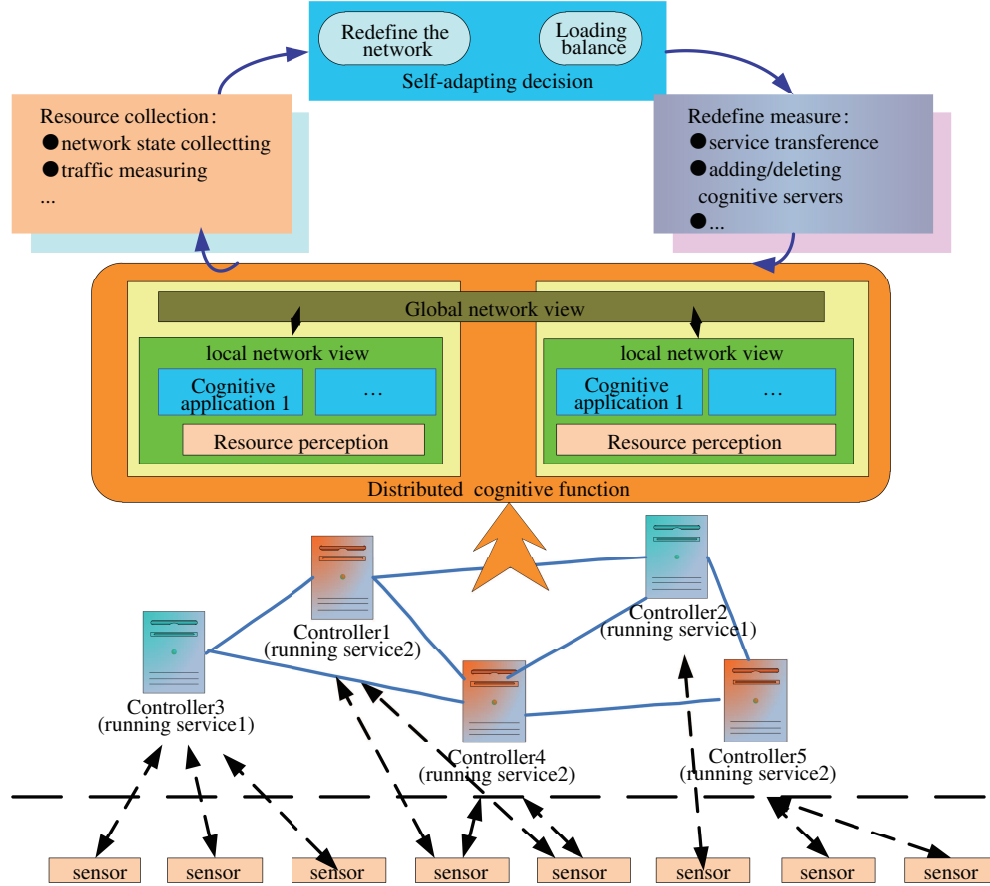 Redefine the
network
Loading
balance
Self-adapting decision
Resource collection:
●network state collectting
●traffic measuring
...
Redefine measure:
●service transference
●adding/deleting
cognitive servers
●...
Global network view
local network view
Cognitive
application 1
...
Resource perception
local network view
Cognitive
application 1
...
Resource perception
Distributed cognitive function
Controller1
(running service2)
Controller2
(running service1)
Controller3
(running service1)
Controller4
(running service2)
Controller5
(running service2)
sensor
sensor
sensor
sensor
sensor
sensor
sensor
sensor